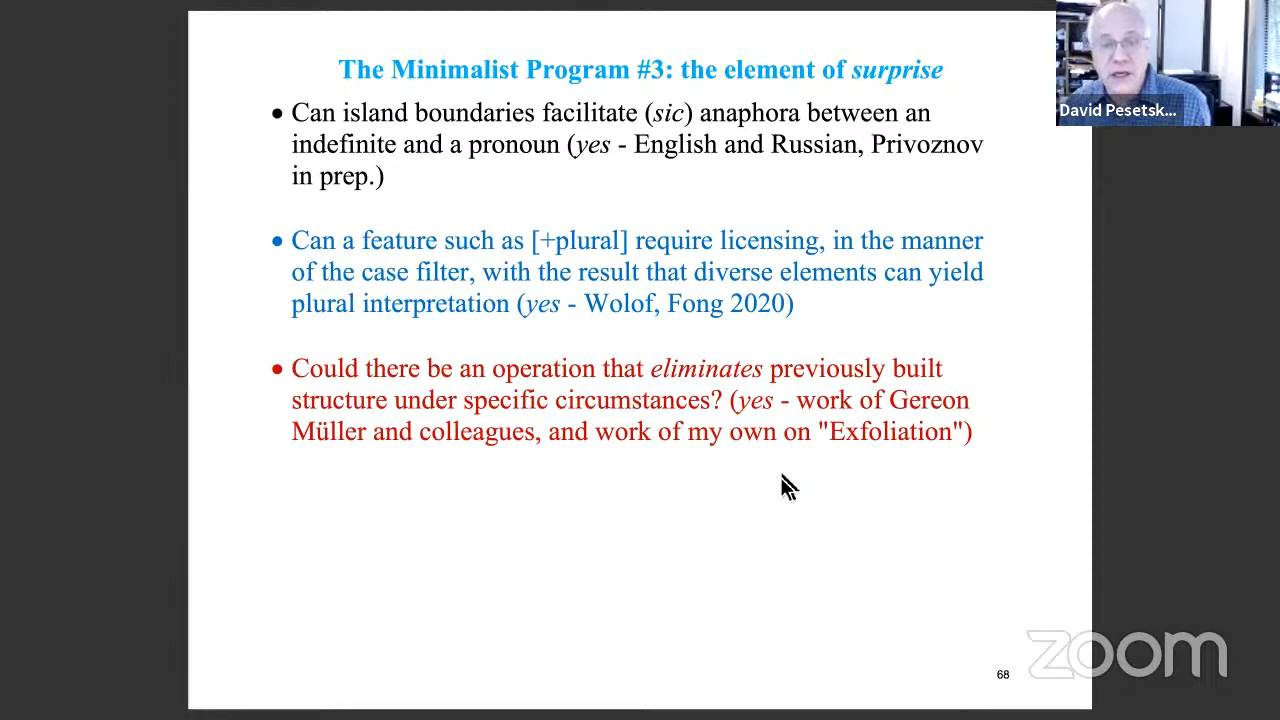 The Minimalist Program #3: the element of surprise
• Can island boundaries facilitate (sic) anaphora between an
indefinite and a pronoun (yes - English and Russian, Privoznov
in prep.)
• Can a feature such as [+plural] require licensing, in the manner
of the case filter, with the result that diverse elements can yield
plural interpretation (yes - Wolof, Fong 2020)
• Could there be an operation that eliminates previously built
structure under specific circumstances? (yes - work of Gereon
Müller and colleagues, and work of my own on "Exfoliation")
68
David Pesetsk...
zoom